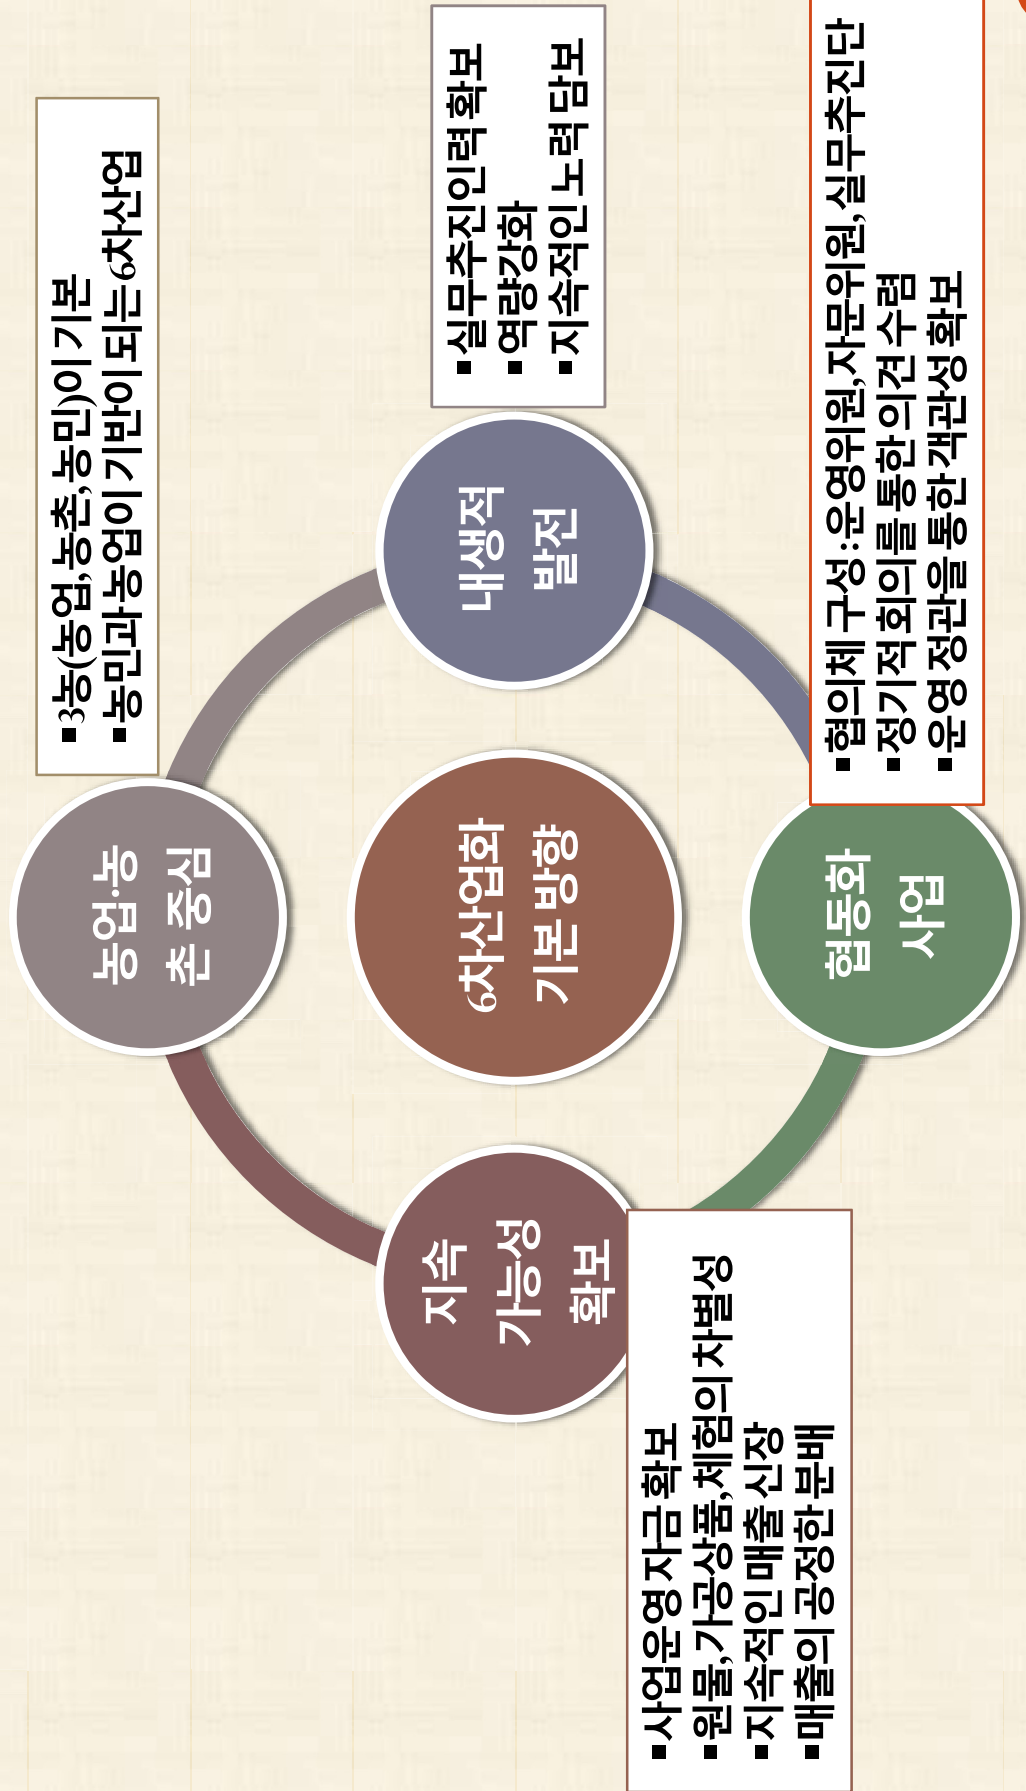 농업·농
촌 중심
▪3농(농업,농촌,농민)이 기본
▪농민과 농업이 기반이 되는 6차산업
내생적
발전
▪실무추진인력 확보
▪역량강화
▪지속적인 노력 담보
6차산업화
기본 방향
협동화
사업
▪협의체 구성 :운영위원,자문위원, 실무추진단
▪정기적 회의를 통한 의견 수렴
▪운영 정관을 통한 객관성 확보
지속
가능성
확보
▪사업운영 자금 확보
▪원물,가공상품,체험의 차별성
▪지속적인 매출 신장
▪매출의 공정한 분배